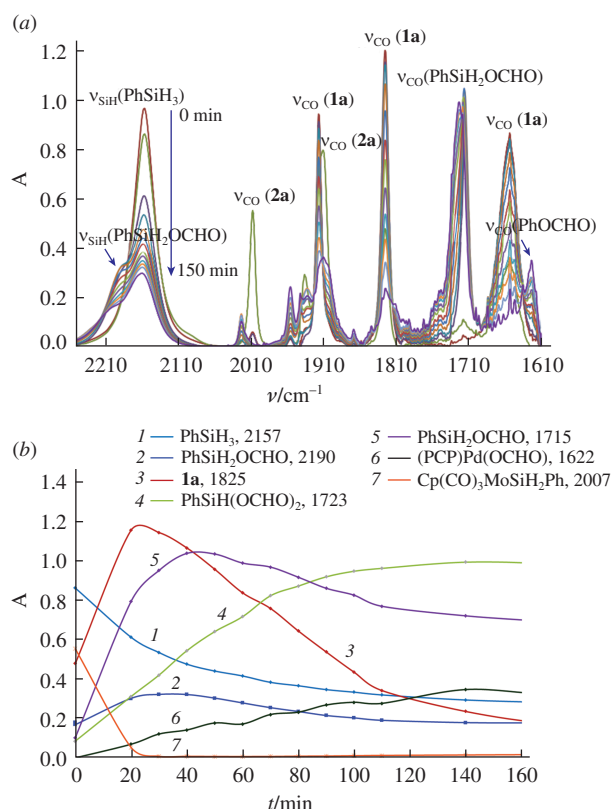 (a)
1.2
1.0
0.8
0.6
0.4
0.2
0.0
A
νCO (1a)
νSiH(PhSiH3)
0 min
νCO (1a)
νCO (2a)
νCO(PhSiH2OCHO)
νCO (1a)
νCO (2a)
νSiH(PhSiH2OCHO)
150 min
νCO(PhOCHO)
2210 2110 2010 1910 1810 1710 1610
ν/cm–1
(b)
1 PhSiH3, 2157
2 PhSiH2OCHO, 2190
3 1a, 1825
4 PhSiH(OCHO)2, 1723
5 PhSiH2OCHO, 1715
6 (PCP)Pd(OCHO), 1622
7 Cp(CO)3MoSiH2Ph, 2007
1.4
1.2
1.0
0.8
0.6
0.4
0.2
0.0
A
5
4
1
3
2
6
7
0 20 40 60 80 100 120 140 160
t/min